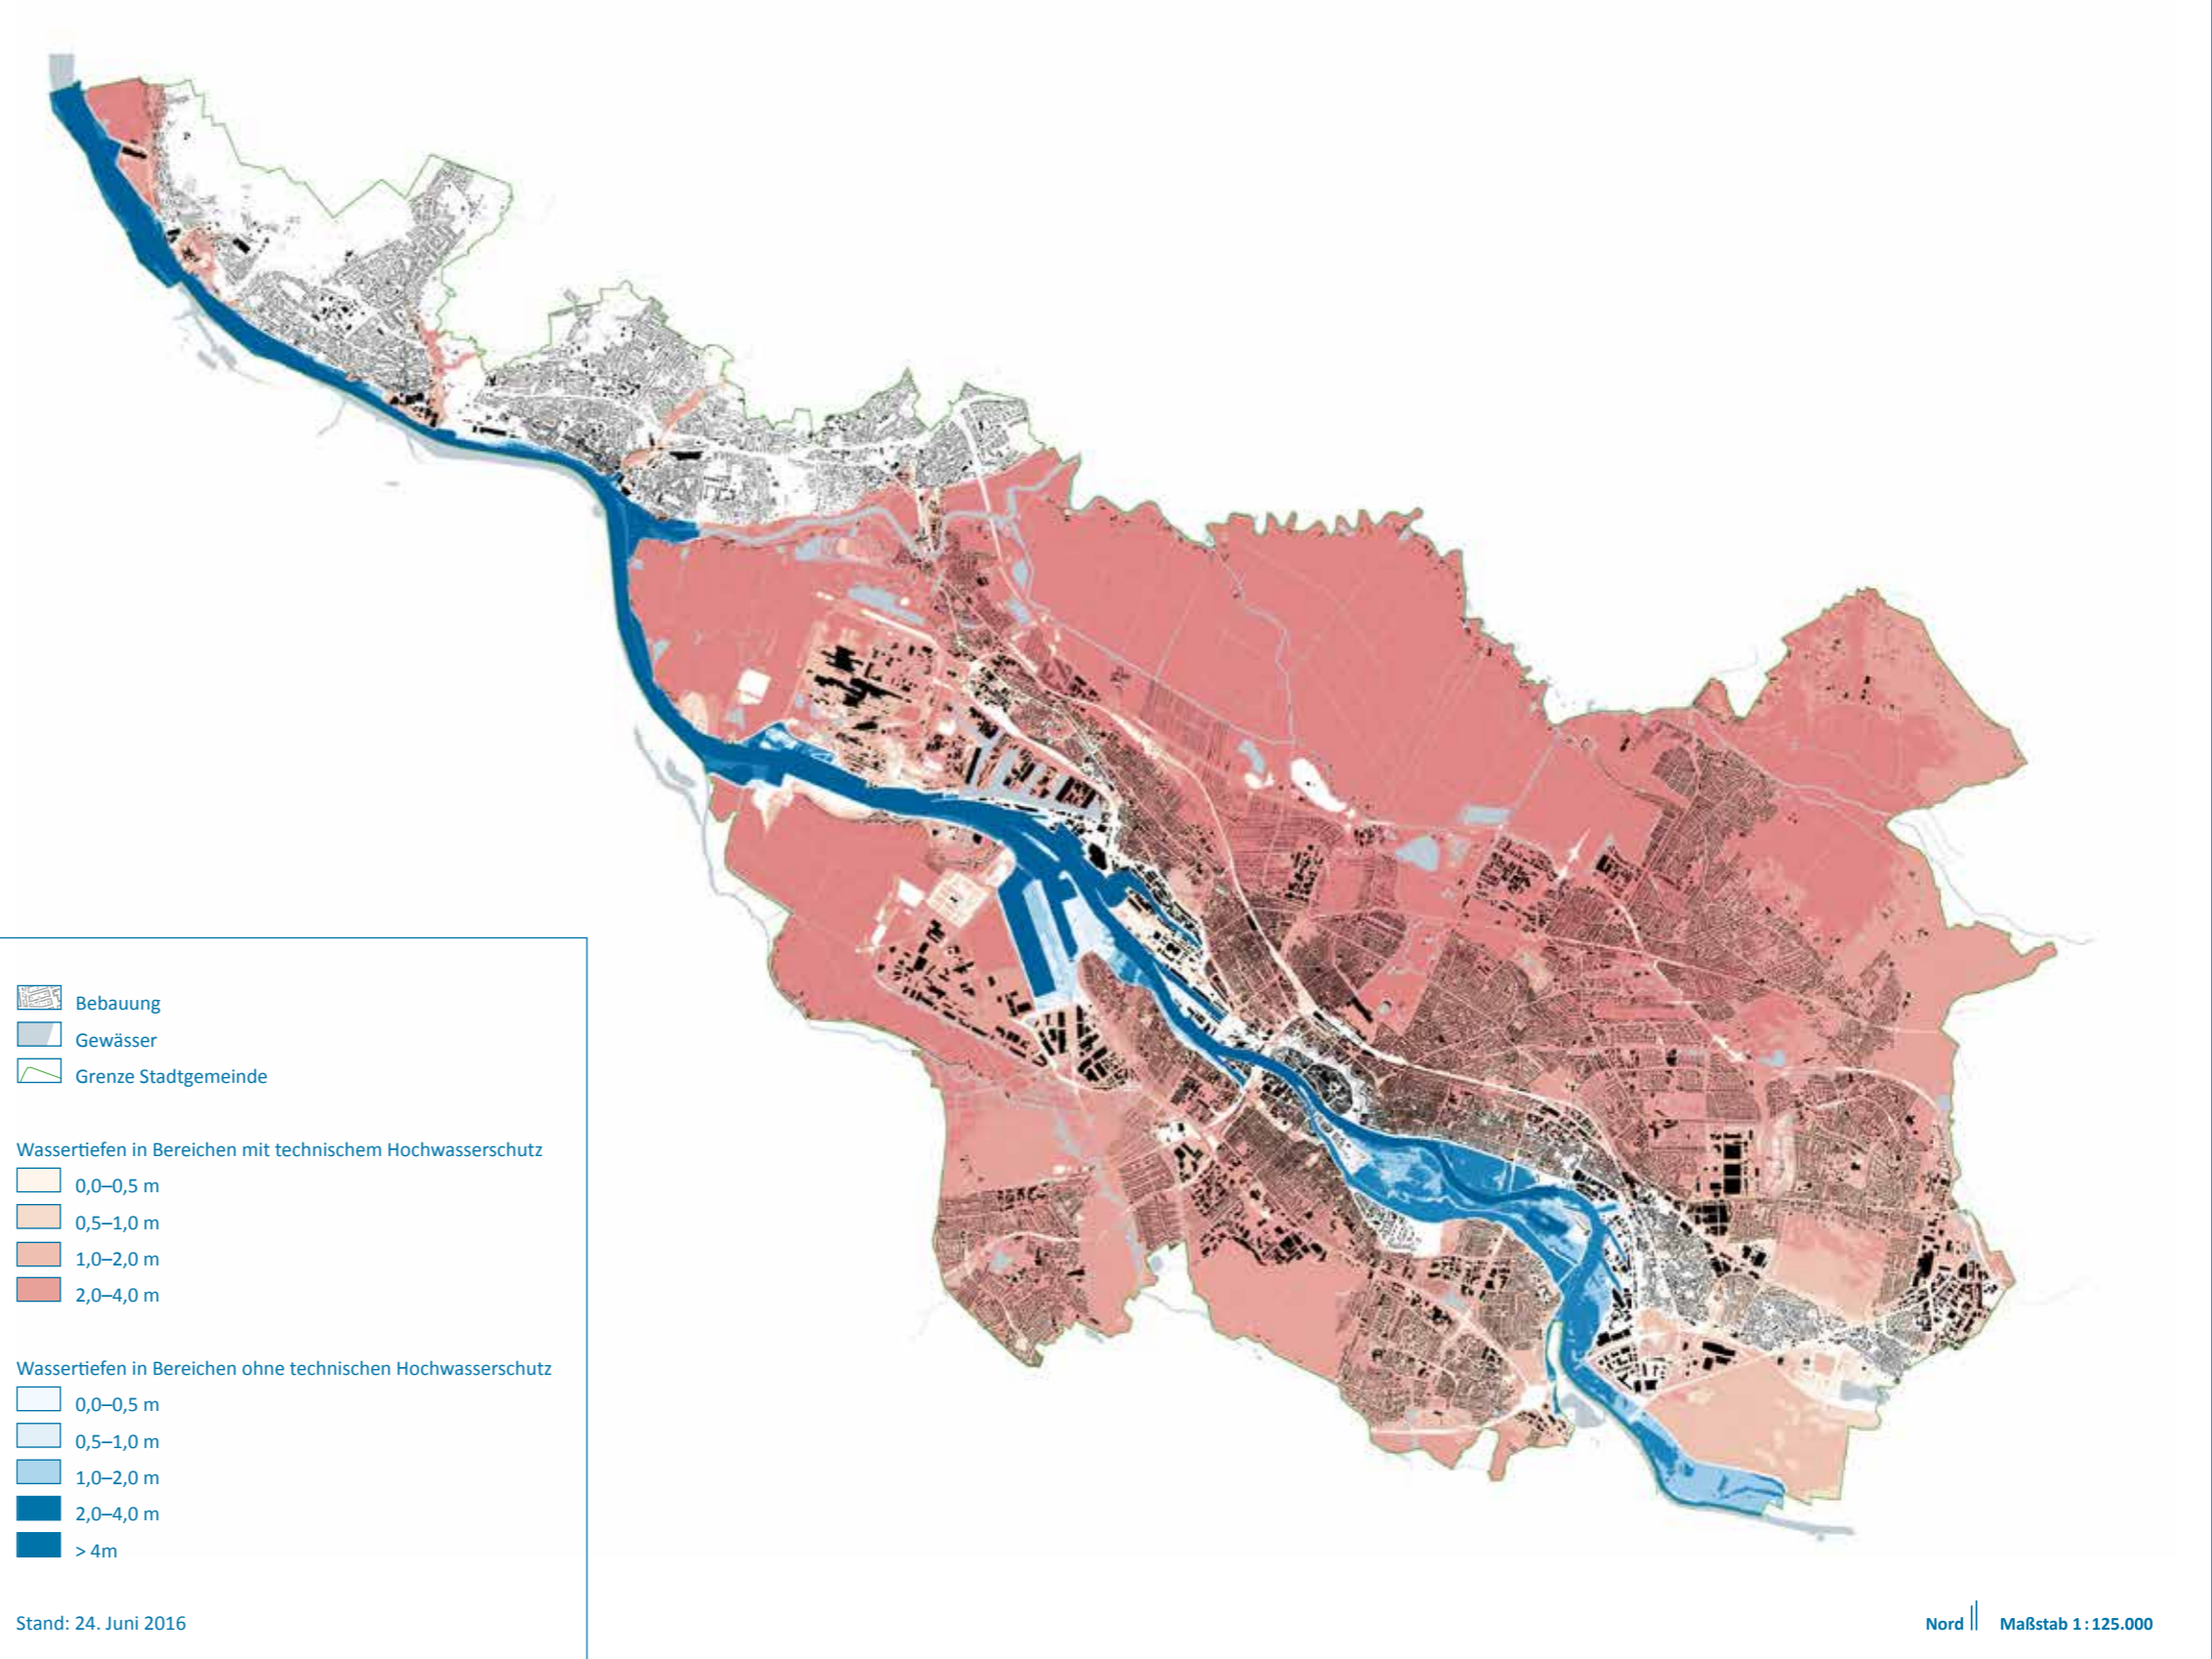 Bebauung
Gewässer
Grenze Stadtgemeinde
Wassertiefen in Bereichen mit technischem Hochwasserschutz
0,0–0,5 m
0,5–1,0 m
1,0–2,0 m
2,0–4,0 m
Wassertiefen in Bereichen ohne technischen Hochwasserschutz
0,0–0,5 m
0,5–1,0 m
1,0–2,0 m
2,0–4,0 m
> 4m
Stand: 24. Juni 2016
Nord Maßstab 1:125.000